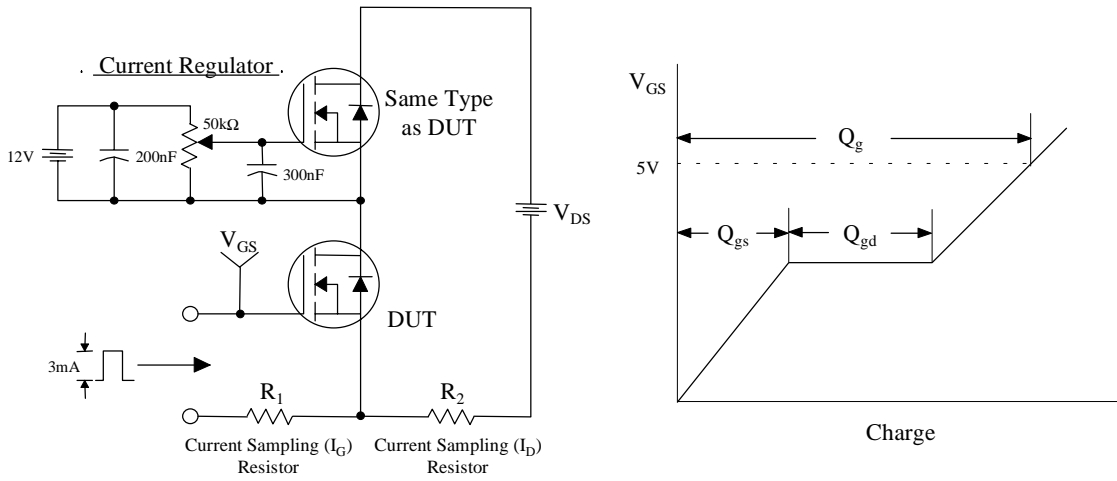 Current Regulator
50kΩ
12V
200nF
300nF
Same Type
as DUT
V_DS
V_GS
DUT
3mA
R_1
R_2
Current Sampling (I_G)
Resistor
Current Sampling (I_D)
Resistor
V_GS
Q_g
5V
Q_gs
Q_gd
Charge